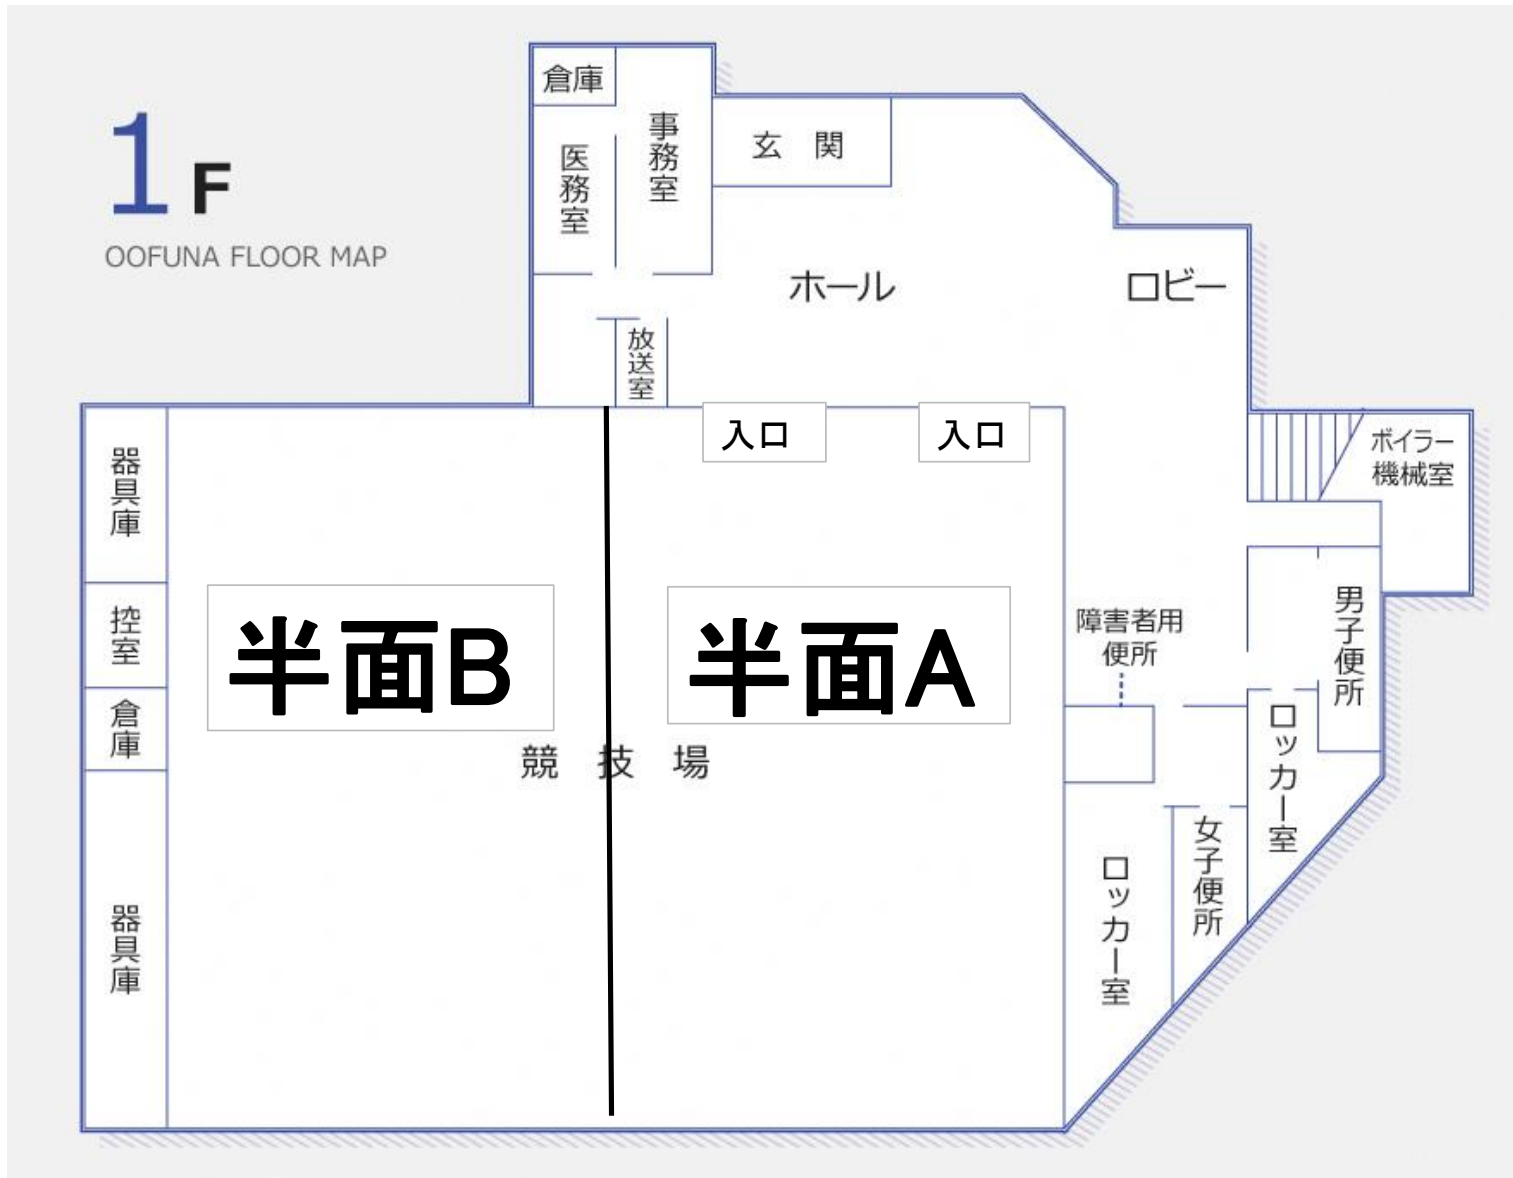 1F
OOFUNA FLOOR MAP
倉庫
医務室
事務室
玄 関
ホール
ロビー
放送室
入口
入口
ボイラー
機械室
器具庫
控室
倉庫
器具庫
半面B
半面A
競 技 場
障害者用
便所
男子便所
ロッカー室
女子便所
ロッカー室